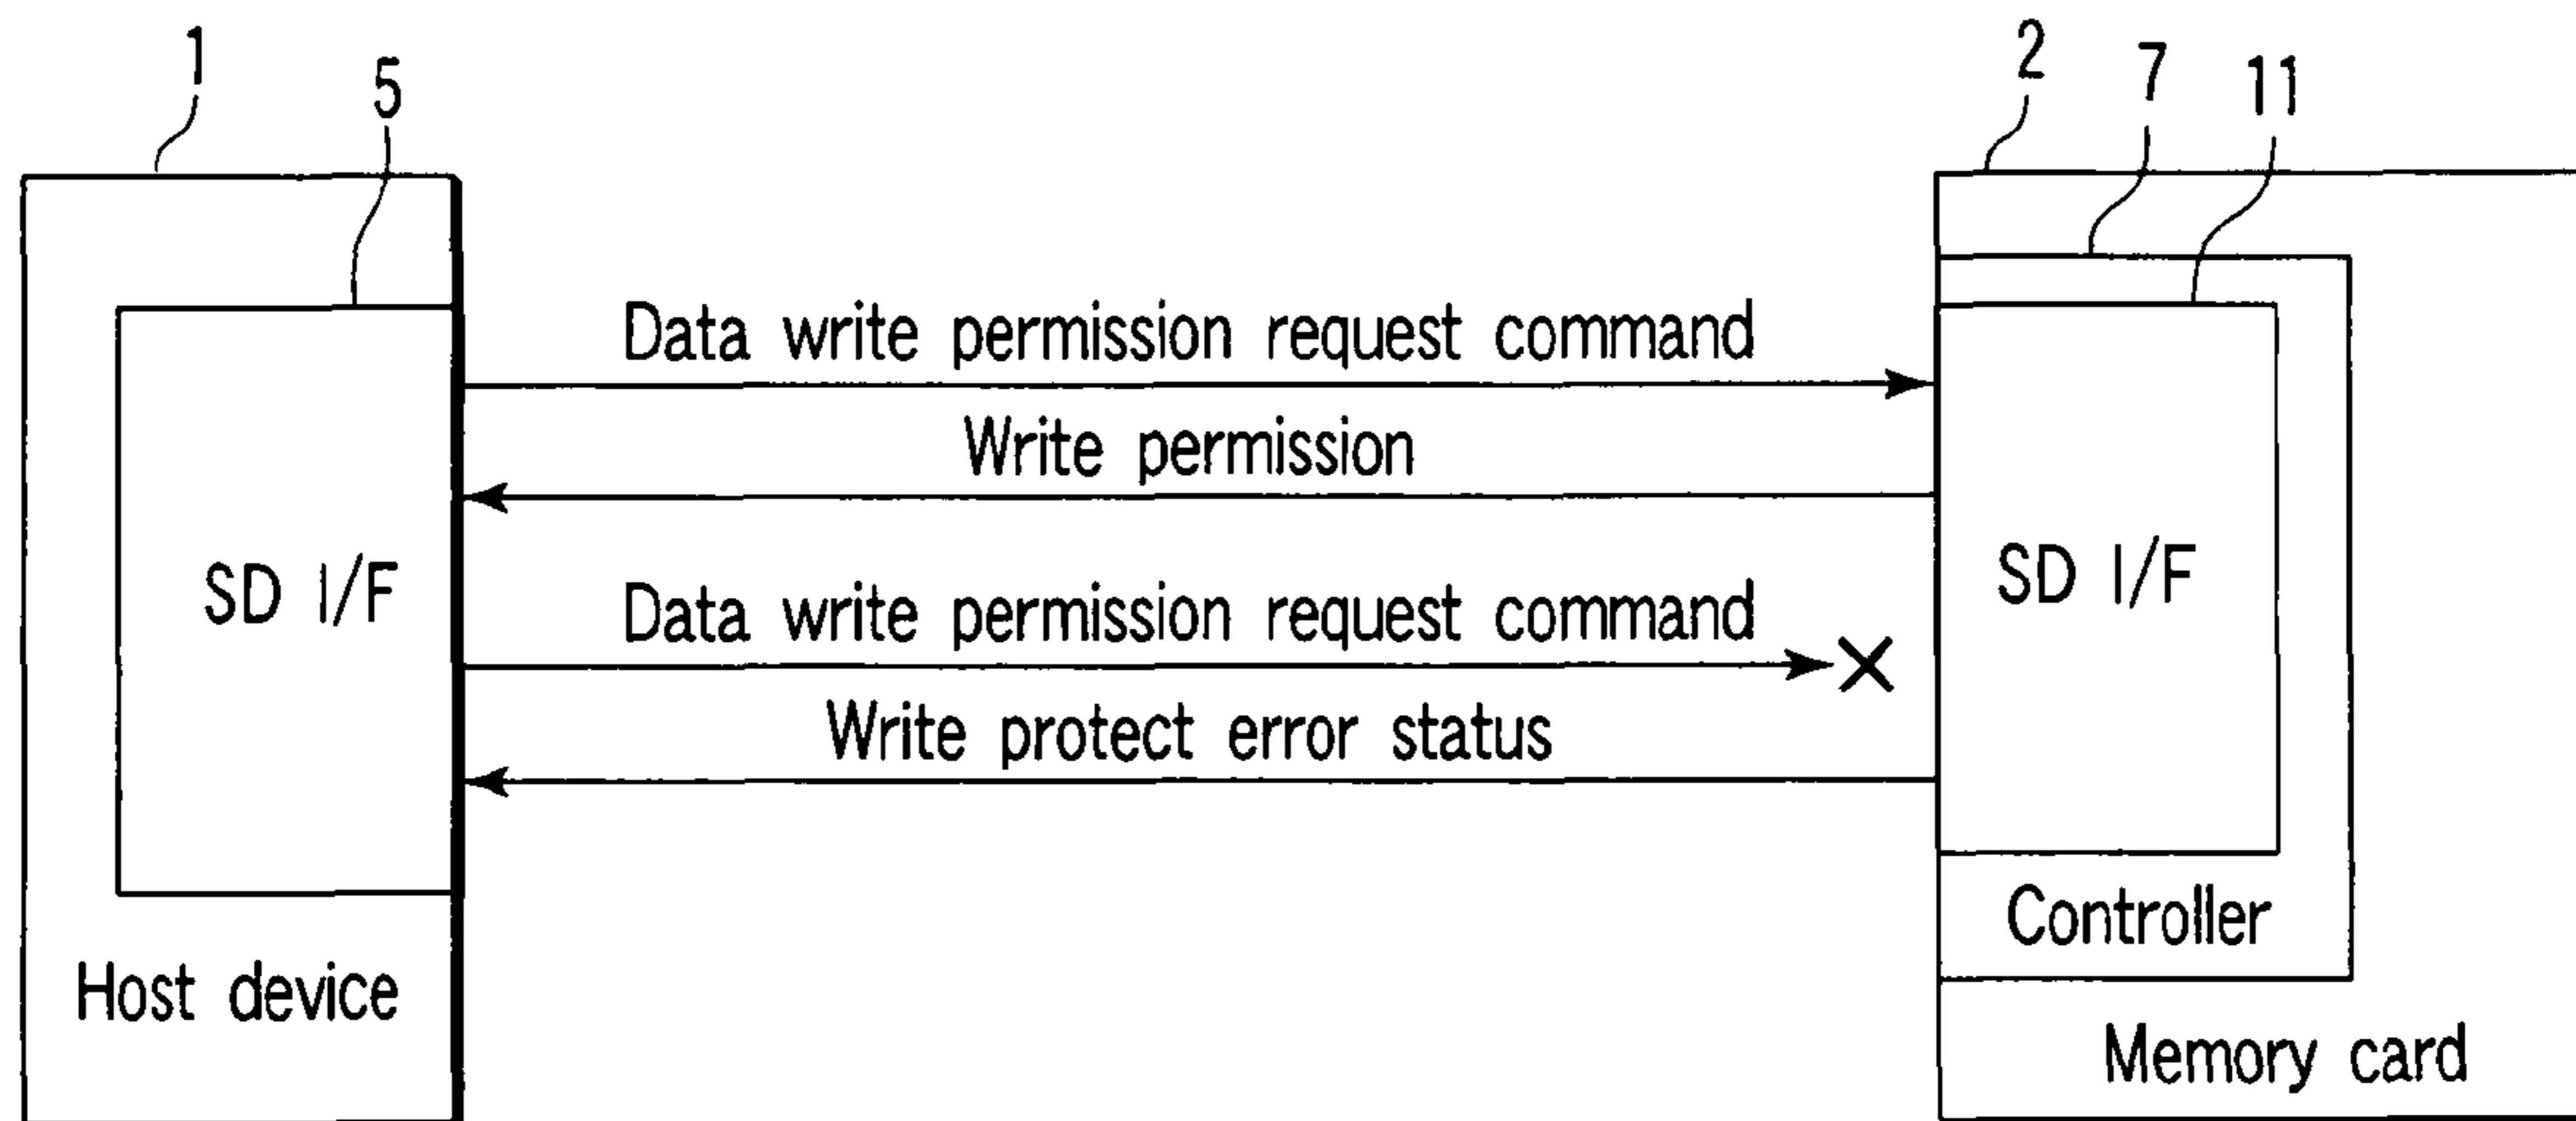 1
5
2
7
11
Data write permission request command
Write permission
SD I/F
SD I/F
Data write permission request command
Write protect error status
Controller
Host device
Memory card